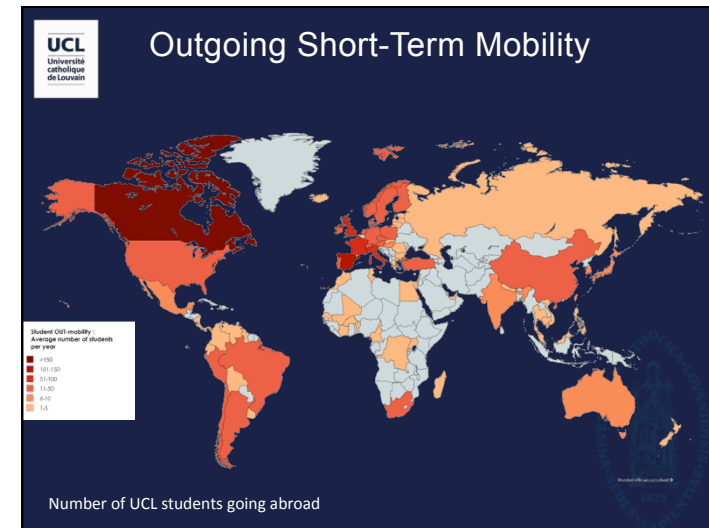 UCL
Université
catholique
de Louvain
Outgoing Short-Term Mobility
Student OUT-mobility :
Average number of students
per year
>150
101-150
51-100
11-50
6-10
1-5
Number of UCL students going abroad